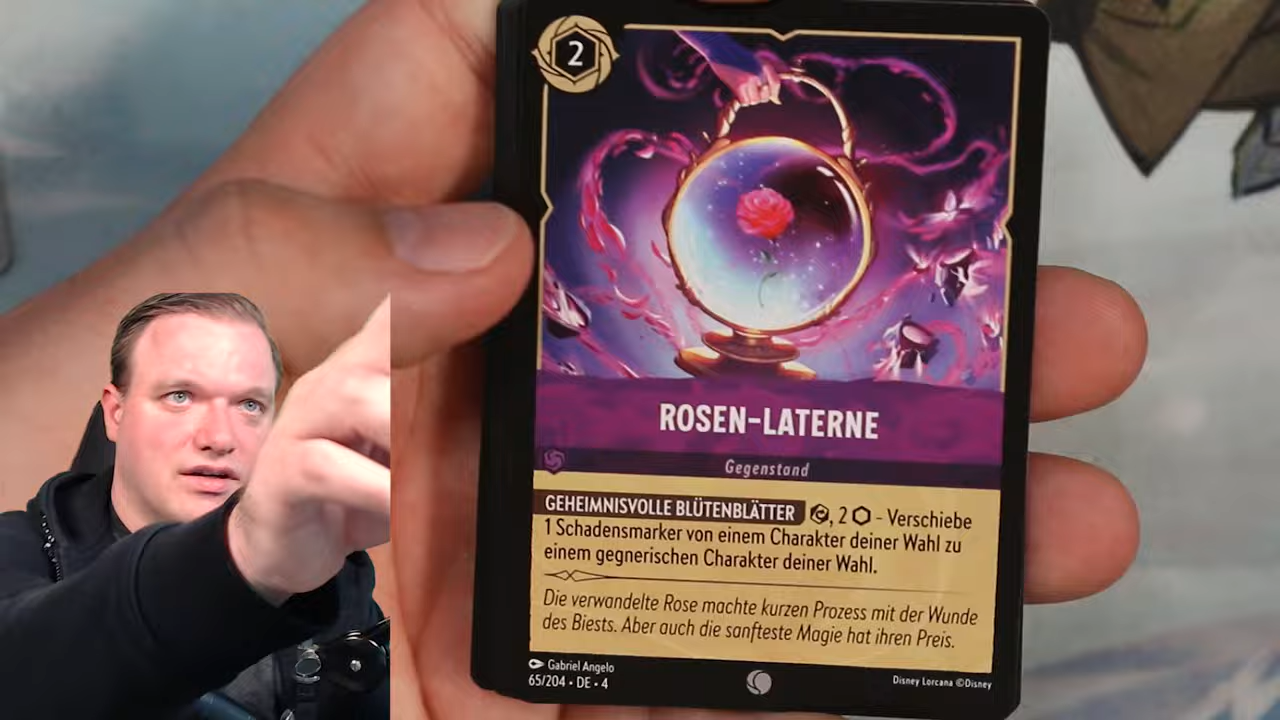 2
ROSEN-LATERNE
Gegenstand
GEHEIMNISVOLLE BLÜTENBLÄTTER , 2 - Verschiebe
1 Schadensmarker von einem Charakter deiner Wahl zu
einem gegnerischen Charakter deiner Wahl.
Die verwandelte Rose machte kurzen Prozess mit der Wunde
des Biests. Aber auch die sanfteste Magie hat ihren Preis.
Gabriel Angelo
65/204 • DE • 4
Disney Lorcana ©Disney